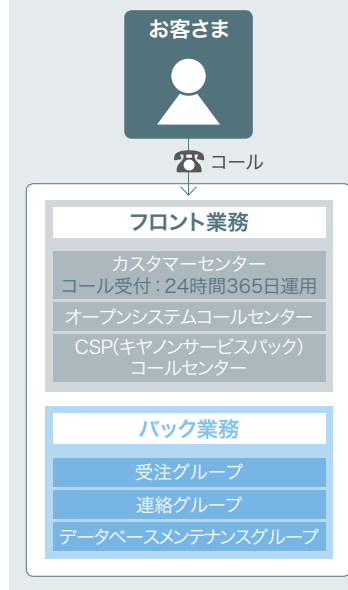 お客さま
コール
フロント業務
カスタマーセンター
コール受付：24時間365日運用
オープンシステムコールセンター
CSP(キヤノンサービスパック)
コールセンター
バック業務
受注グループ
連絡グループ
データベースメンテナンスグループ